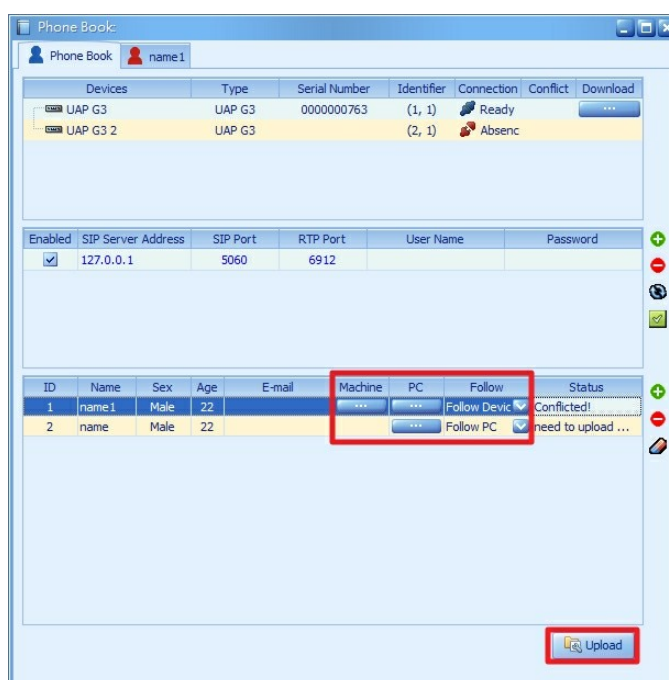 Phone Book:
Phone Book name1
Devices Type Serial Number Identifier Connection Conflict Download
UAP G3 UAP G3 0000000763 (1, 1) Ready ...
UAP G3 2 UAP G3 (2, 1) Absenc
Enabled SIP Server Address SIP Port RTP Port User Name Password
127.0.0.1 5060 6912
ID Name Sex Age E-mail Machine PC Follow Status
1 name1 Male 22 ... ... Follow Devic Conflicted!
2 name Male 22 ... Follow PC need to upload ...
Upload